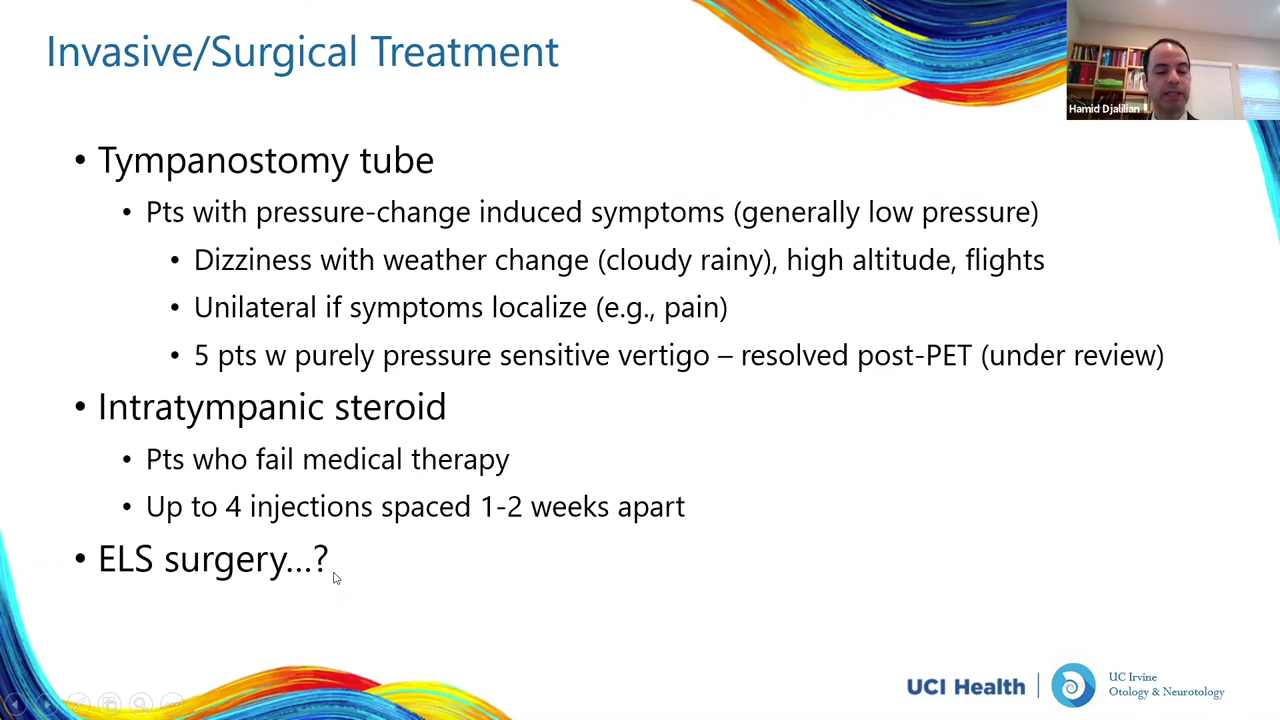 Invasive/Surgical Treatment
Hamid Djalilian
• Tympanostomy tube
• Pts with pressure-change induced symptoms (generally low pressure)
• Dizziness with weather change (cloudy rainy), high altitude, flights
• Unilateral if symptoms localize (e.g., pain)
• 5 pts w purely pressure sensitive vertigo – resolved post-PET (under review)
• Intratympanic steroid
• Pts who fail medical therapy
• Up to 4 injections spaced 1-2 weeks apart
• ELS surgery...?
UCI Health
UC Irvine
Otology & Neurotology